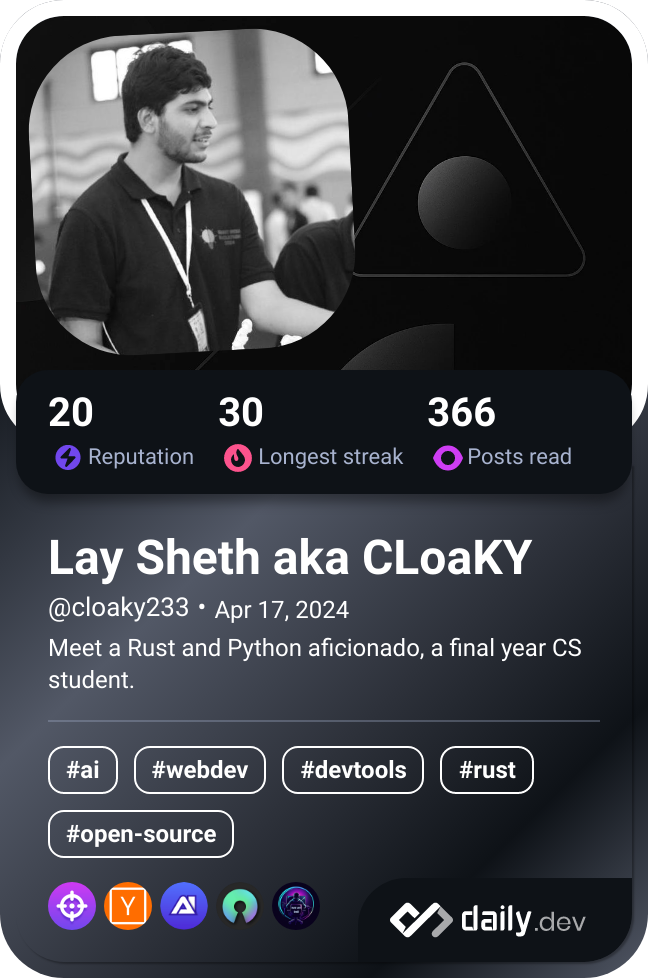 20
30
366
Reputation
Longest streak
Posts read
Lay Sheth aka CLoaKY
@cloaky233 • Apr 17, 2024
Meet a Rust and Python aficionado, a final year CS
student.
#ai
#webdev
#devtools
#rust
#open-source
Y
daily.dev